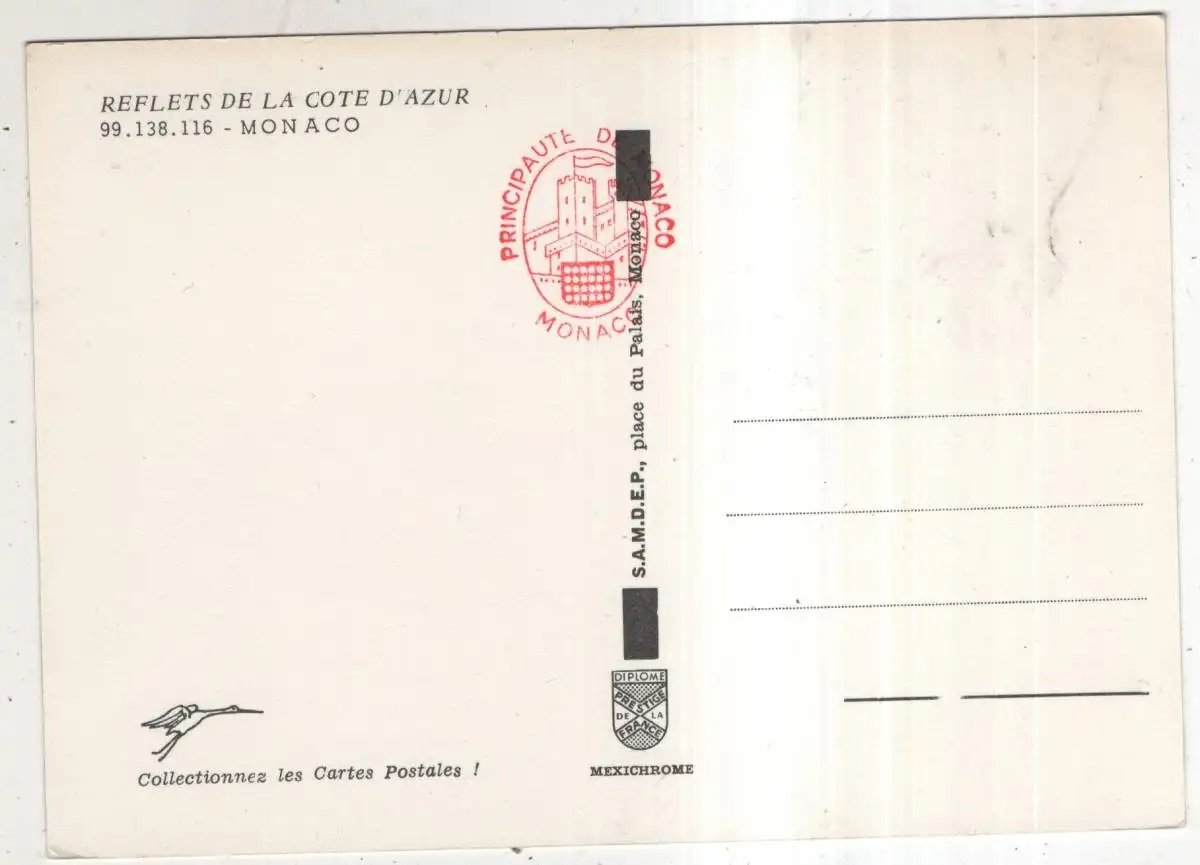 REFLETS DE LA COTE D'AZUR
99.138.116 - MONACO
PRINCIPAUTE DE MONACO
MONACO
S.A.M.D.E.P., place du Palais, Monaco
DIPLOME
PRESTIGE
DE LA
FRANCE
MEXICHROME
Collectionnez les Cartes Postales !